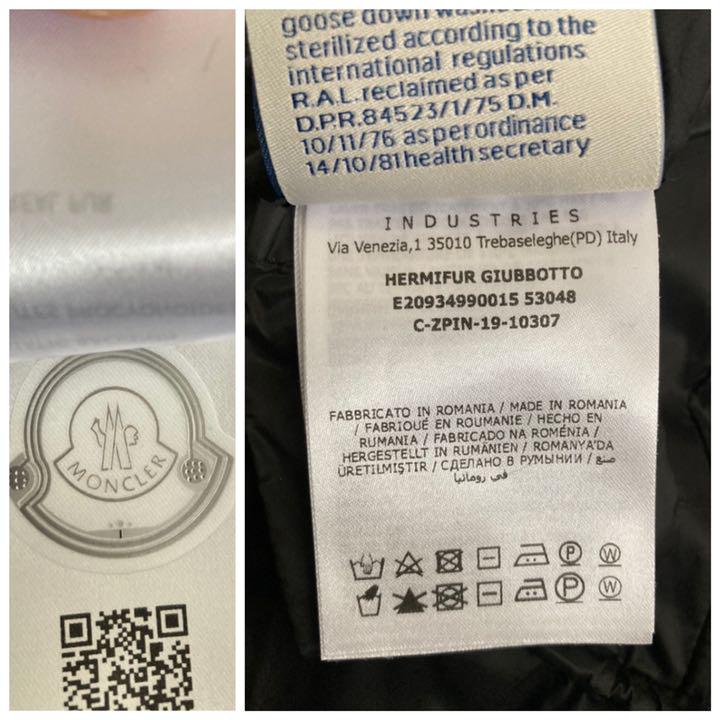 REAL FUR
MONCLER
goose down washed and
sterilized according to the
international regulations
R.A.L.reclaimed as per
D.P.R.84523/1/75 D.M.
10/11/76 as per ordinance
14/10/81 health secretary
INDUSTRIES
Via Venezia,1 35010 Trebaseleghe(PD) Italy
HERMIFUR GIUBBOTTO
E20934990015 53048
C-ZPIN-19-10307
FABBRICATO IN ROMANIA / MADE IN ROMANIA
/ FABRIQUÉ EN ROUMANIE / HECHO EN
RUMANIA / FABRICADO NA ROMÉNIA /
HERGESTELLT IN RUMÄNIEN / ROMANYA'DA
ÜRETILMIŞTIR / СДЕЛАНО В РУМЫНИИ / صنع
في رومانيا
P W
P W